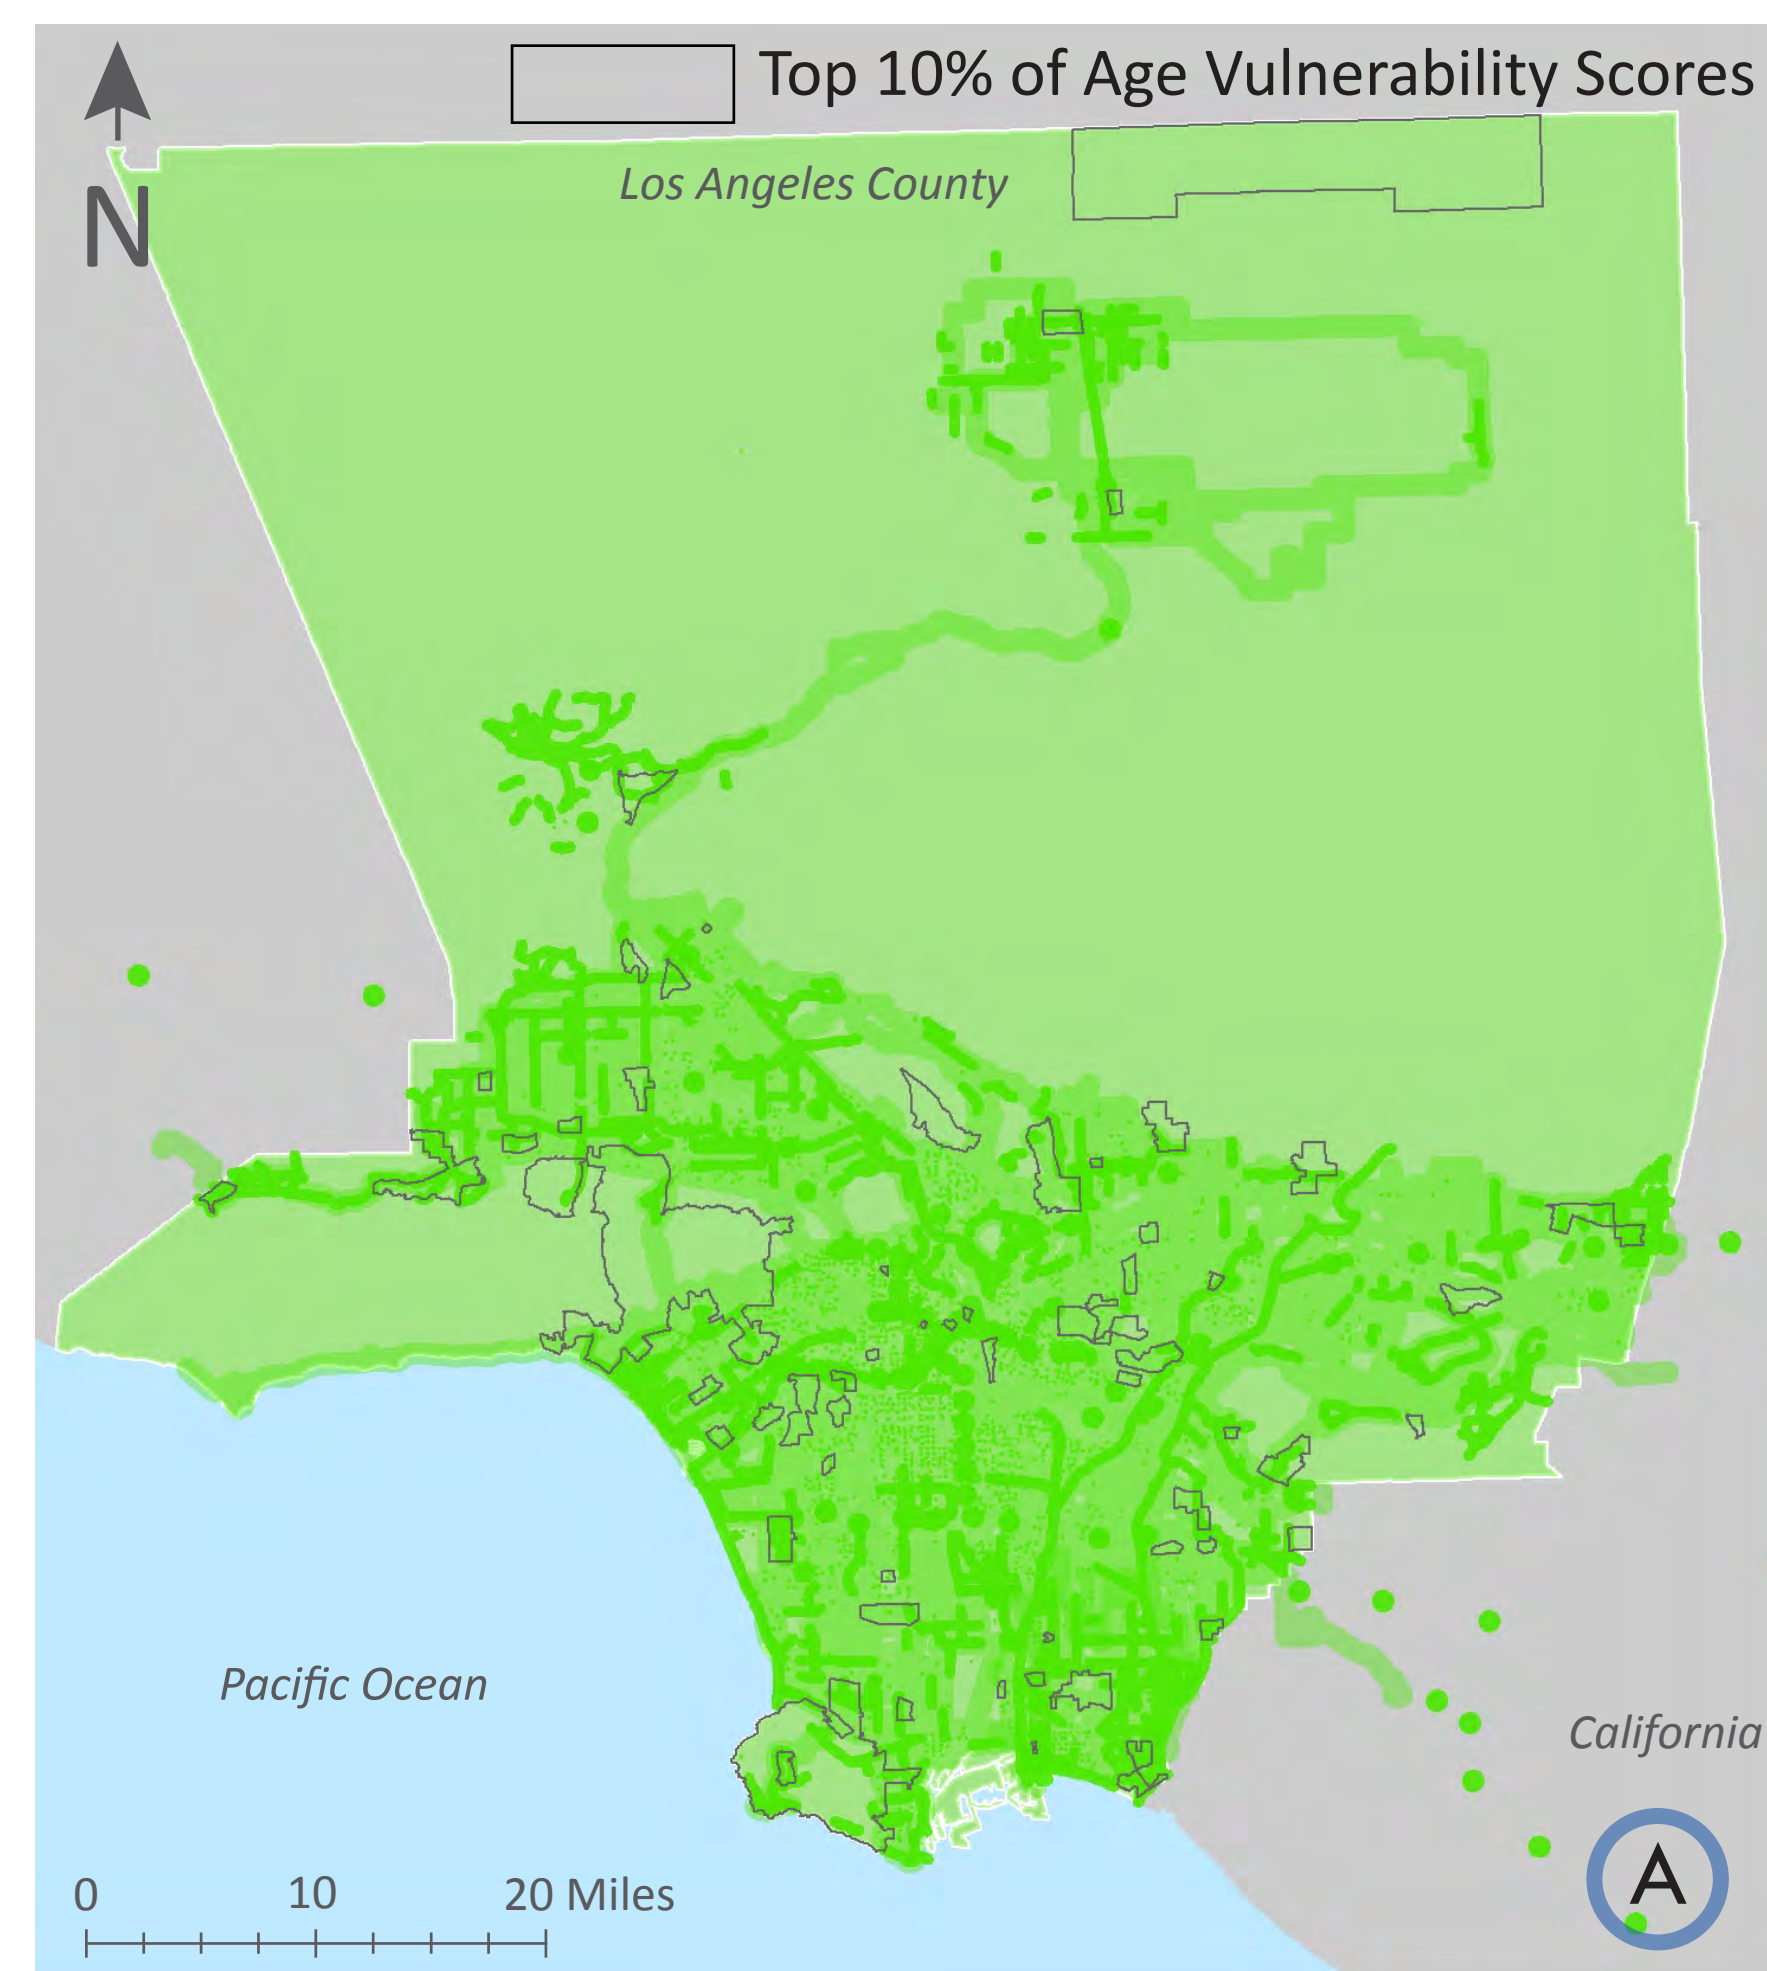 Top 10% of Age Vulnerability Scores
Los Angeles County
N
Pacific Ocean
California
0 10 20 Miles
A